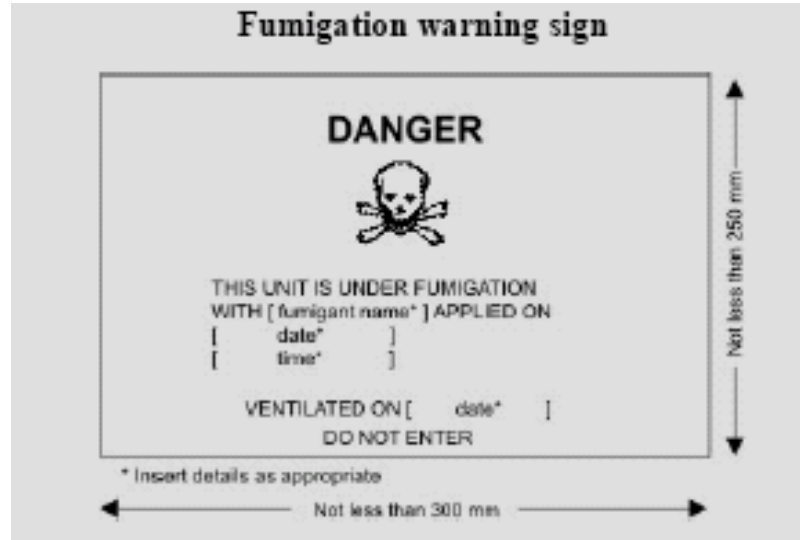 Fumigation warning sign
DANGER
THIS UNIT IS UNDER FUMIGATION
WITH [ fumigant name* ] APPLIED ON
[ date* ]
[ time* ]
VENTILATED ON [ date* ]
DO NOT ENTER
Not less than 250 mm
* Insert details as appropriate
Not less than 300 mm